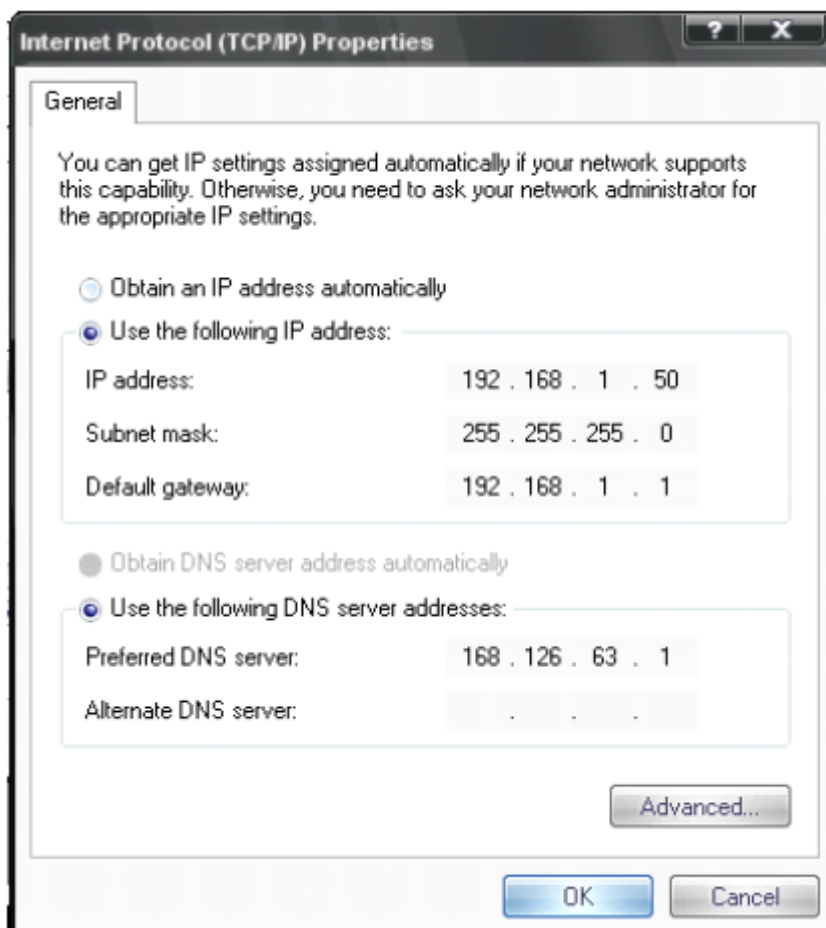 Internet Protocol (TCP/IP) Properties
?
X
General
You can get IP settings assigned automatically if your network supports
this capability. Otherwise, you need to ask your network administrator for
the appropriate IP settings.
Obtain an IP address automatically
Use the following IP address:
IP address: 192 . 168 . 1 . 50
Subnet mask: 255 . 255 . 255 . 0
Default gateway: 192 . 168 . 1 . 1
Obtain DNS server address automatically
Use the following DNS server addresses:
Preferred DNS server: 168 . 126 . 63 . 1
Alternate DNS server: . . .
Advanced...
OK Cancel